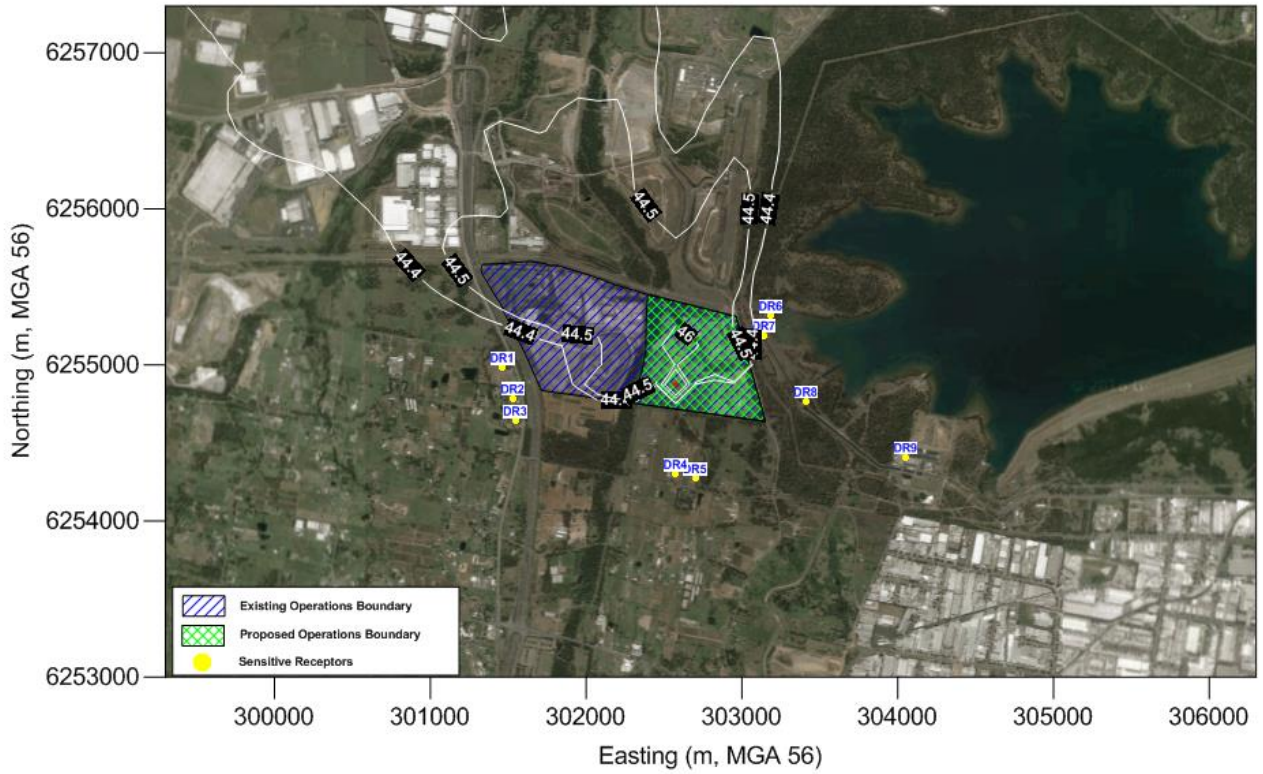 6257000
6256000
6255000
6254000
6253000
Northing (m, MGA 56)
44.5
44.5
44.4
44.4
44.5
44.4
44.5
46
44.5
44.5
DR1
DR2
DR3
DR4
DR6
DR7
DR8
DR9
Existing Operations Boundary
Proposed Operations Boundary
Sensitive Receptors
300000
301000
302000
303000
304000
305000
306000
Easting (m, MGA 56)